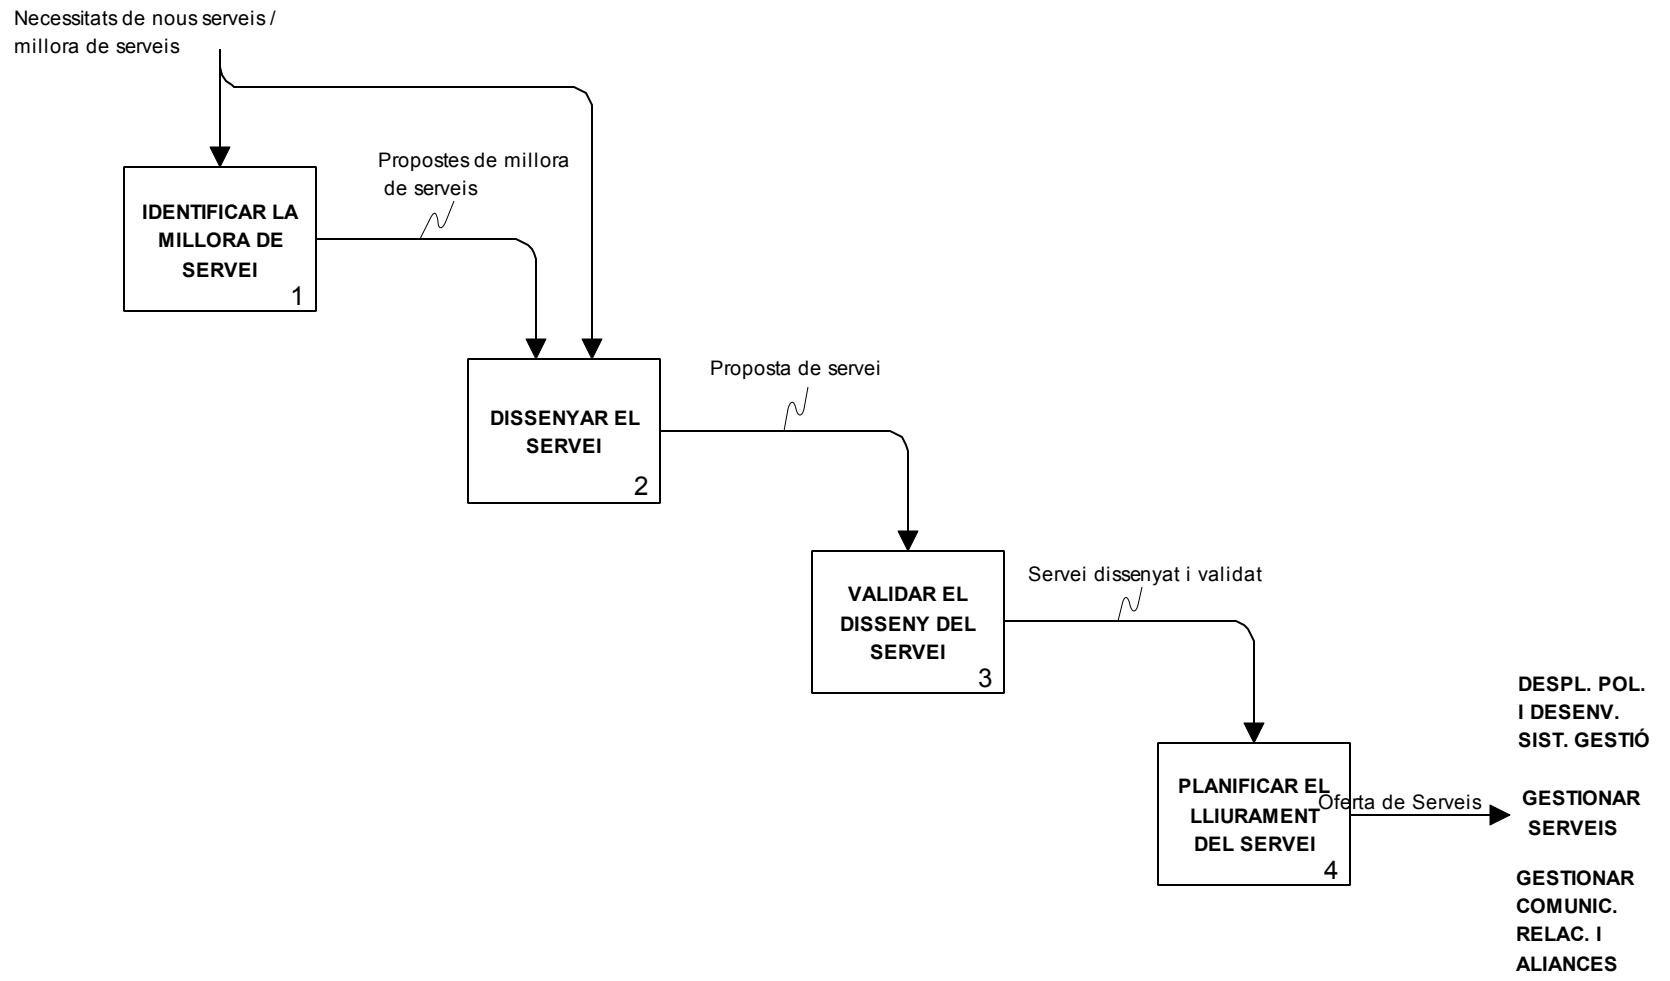 Necessitats de nous serveis /
millora de serveis
Propostes de millora
de serveis
IDENTIFICAR LA
MILLORA DE
SERVEI
1
Proposta de servei
DISSENYAR EL
SERVEI
2
Servei dissenyat i validat
VALIDAR EL
DISSENY DEL
SERVEI
3
DESPL. POL.
I DESENV.
SIST. GESTIÓ
PLANIFICAR EL
LLIURAMENT
DEL SERVEI
4
Oferta de Serveis
GESTIONAR
SERVEIS
GESTIONAR
COMUNIC.
RELAC. I
ALIANCES